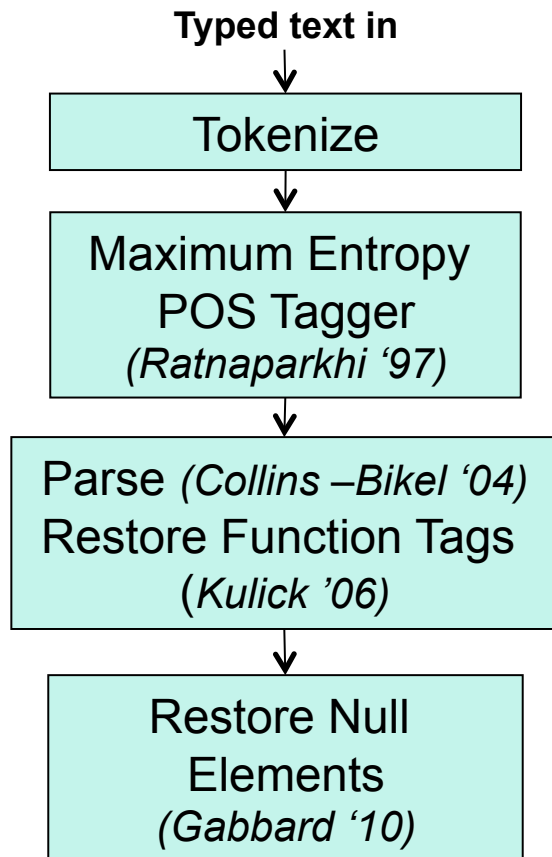 Typed text in
Tokenize
Maximum Entropy
POS Tagger
(Ratnaparkhi ‘97)
Parse (Collins –Bikel ‘04)
Restore Function Tags
(Kulick ’06)
Restore Null
Elements
(Gabbard ‘10)